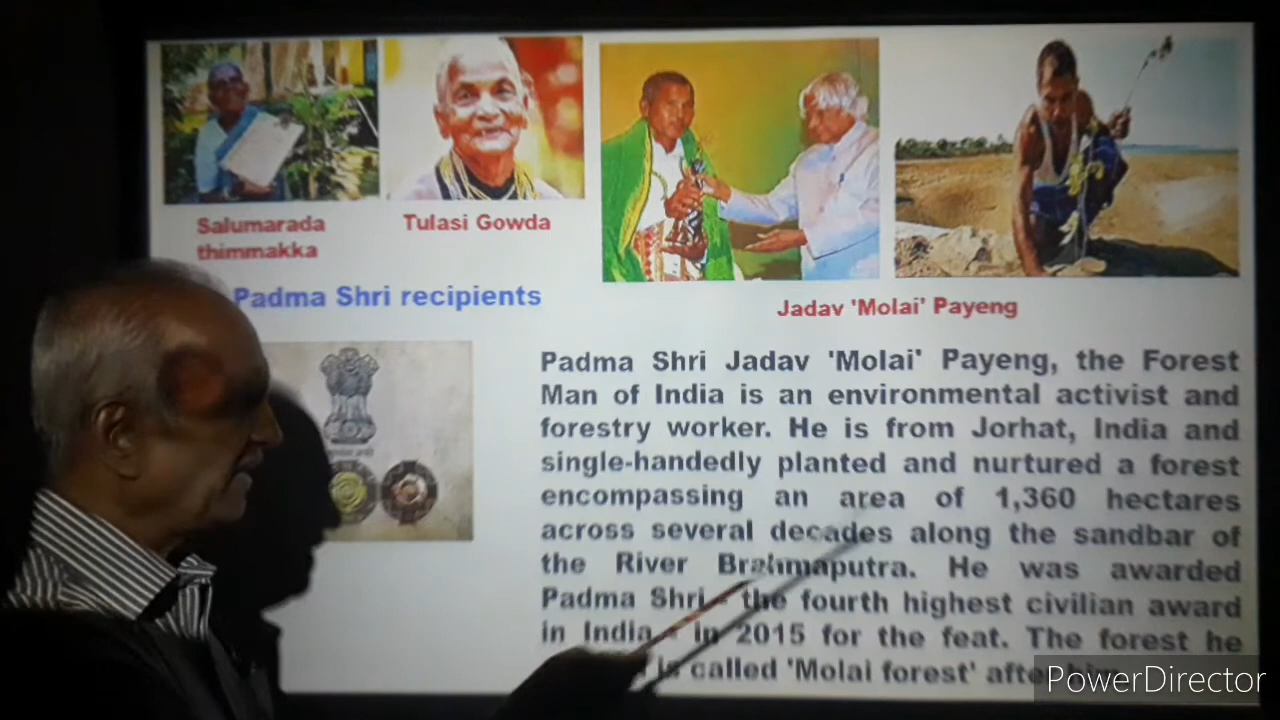 Salumarada
thimmakka
Tulasi Gowda
Padma Shri recipients
Jadav 'Molai' Payeng
Padma Shri Jadav 'Molai' Payeng, the Forest
Man of India is an environmental activist and
forestry worker. He is from Jorhat, India and
single-handedly planted and nurtured a forest
encompassing an area of 1,360 hectares
across several decades along the sandbar of
the River Brahmaputra. He was awarded
Padma Shri - the fourth highest civilian award
in India - in 2015 for the feat. The forest he
is called 'Molai forest' after him.
PowerDirector